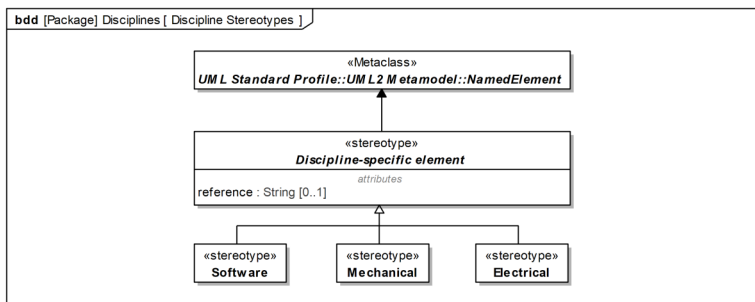 bdd [Package] Disciplines [ Discipline Stereotypes ]
«Metaclass»
UML Standard Profile::UML2 Metamodel::NamedElement
«stereotype»
Discipline-specific element
attributes
reference : String [0..1]
«stereotype» «stereotype» «stereotype»
Software Mechanical Electrical